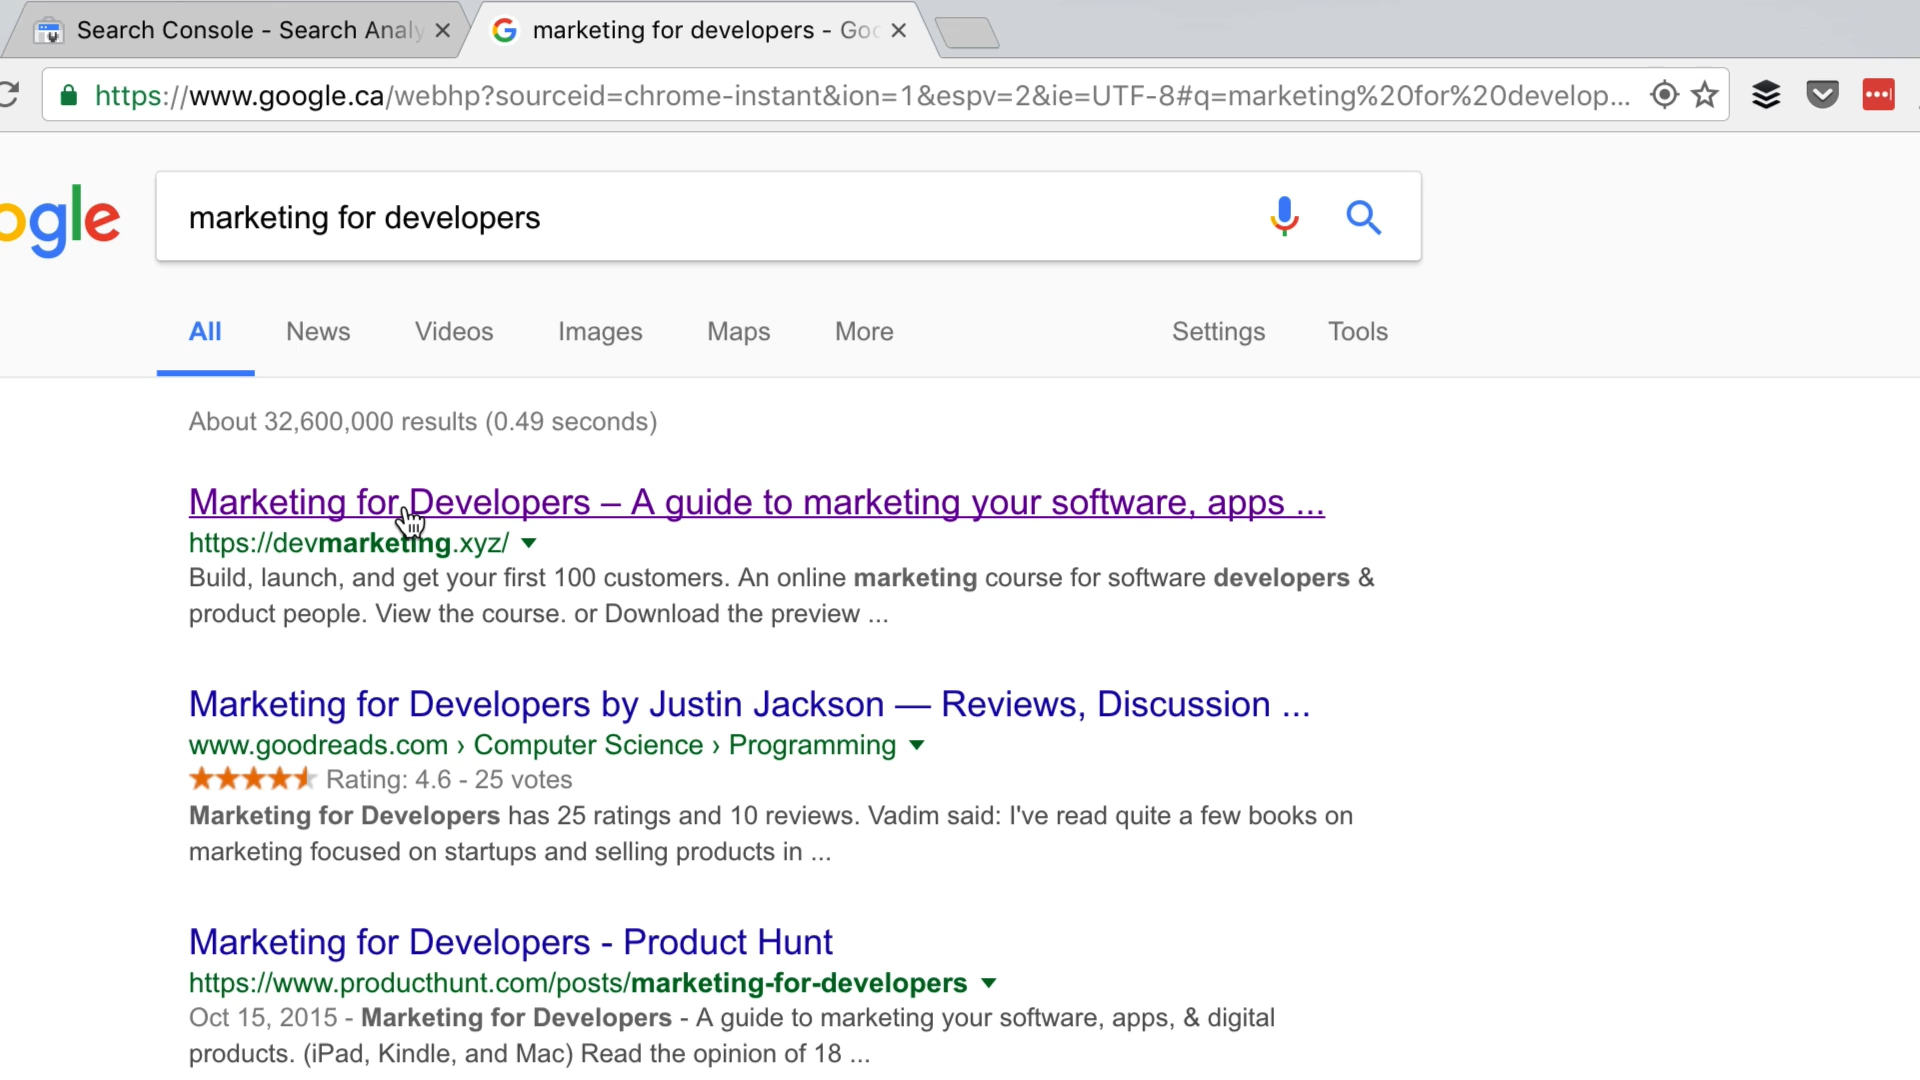 Search Console - Search Analy
marketing for developers - Goo
https://www.google.ca/webhp?sourceid=chrome-instant&ion=1&espv=2&ie=UTF-8#q=marketing%20for%20develop...
ogle
marketing for developers
All News Videos Images Maps More Settings Tools
About 32,600,000 results (0.49 seconds)
Marketing for Developers – A guide to marketing your software, apps ...
https://devmarketing.xyz/
Build, launch, and get your first 100 customers. An online marketing course for software developers &
product people. View the course. or Download the preview ...
Marketing for Developers by Justin Jackson — Reviews, Discussion ...
www.goodreads.com › Computer Science › Programming
Rating: 4.6 - 25 votes
Marketing for Developers has 25 ratings and 10 reviews. Vadim said: I've read quite a few books on
marketing focused on startups and selling products in ...
Marketing for Developers - Product Hunt
https://www.producthunt.com/posts/marketing-for-developers
Oct 15, 2015 - Marketing for Developers - A guide to marketing your software, apps, & digital
products. (iPad, Kindle, and Mac) Read the opinion of 18 ...